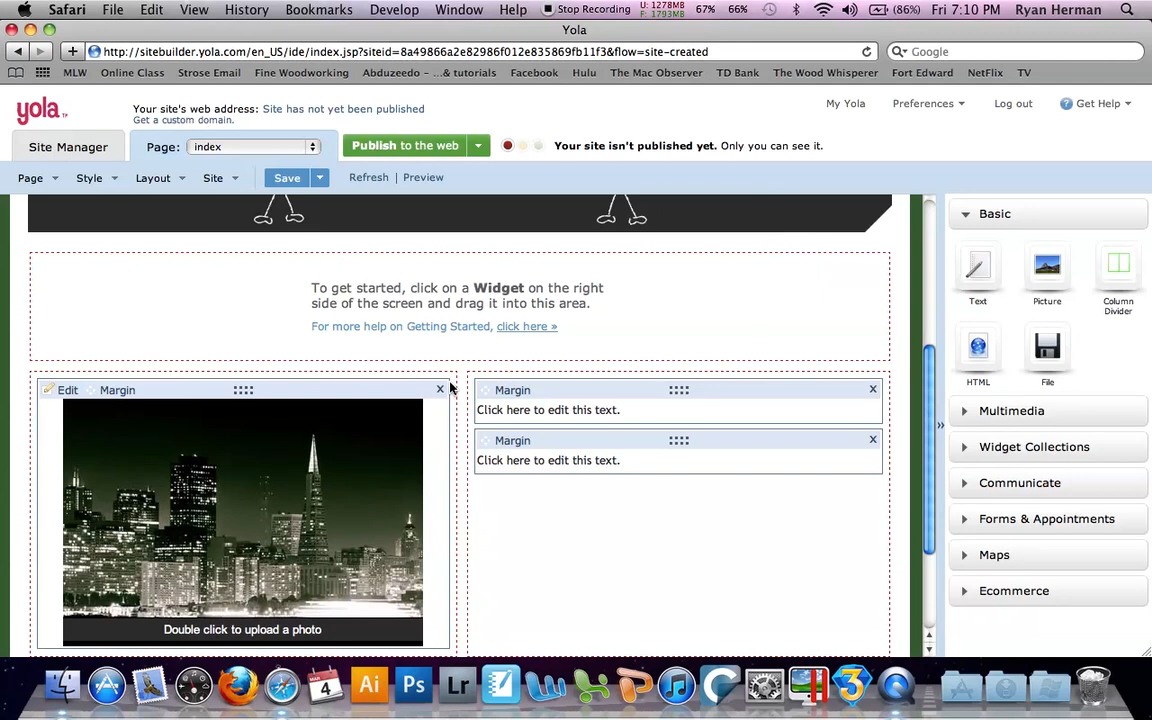 Safari File Edit View History Bookmarks Develop Window Help Stop Recording U: 1278MB F: 1793MB 67% 66% (86%) Fri 7:10 PM Ryan Herman
Yola
http://sitebuilder.yola.com/en_US/ide/index.jsp?siteid=8a49866a2e82986f012e835869fb11f3&flow=site-created Google
MLW Online Class Strose Email Fine Woodworking Abduzeedo - ...& tutorials Facebook Hulu The Mac Observer TD Bank The Wood Whisperer Fort Edward NetFlix TV
yola
Your site's web address: Site has not yet been published
Get a custom domain.
My Yola Preferences Log out Get Help
Site Manager Page: index Publish to the web Your site isn't published yet. Only you can see it.
Page Style Layout Site Save Refresh | Preview
To get started, click on a Widget on the right
side of the screen and drag it into this area.
For more help on Getting Started, click here »
Edit Margin x
Double click to upload a photo
Margin x
Click here to edit this text.
Margin x
Click here to edit this text.
Basic
Text Picture Column
Divider
HTML File
Multimedia
Widget Collections
Communicate
Forms & Appointments
Maps
Ecommerce
MAR
4
Ai Ps Lr
3